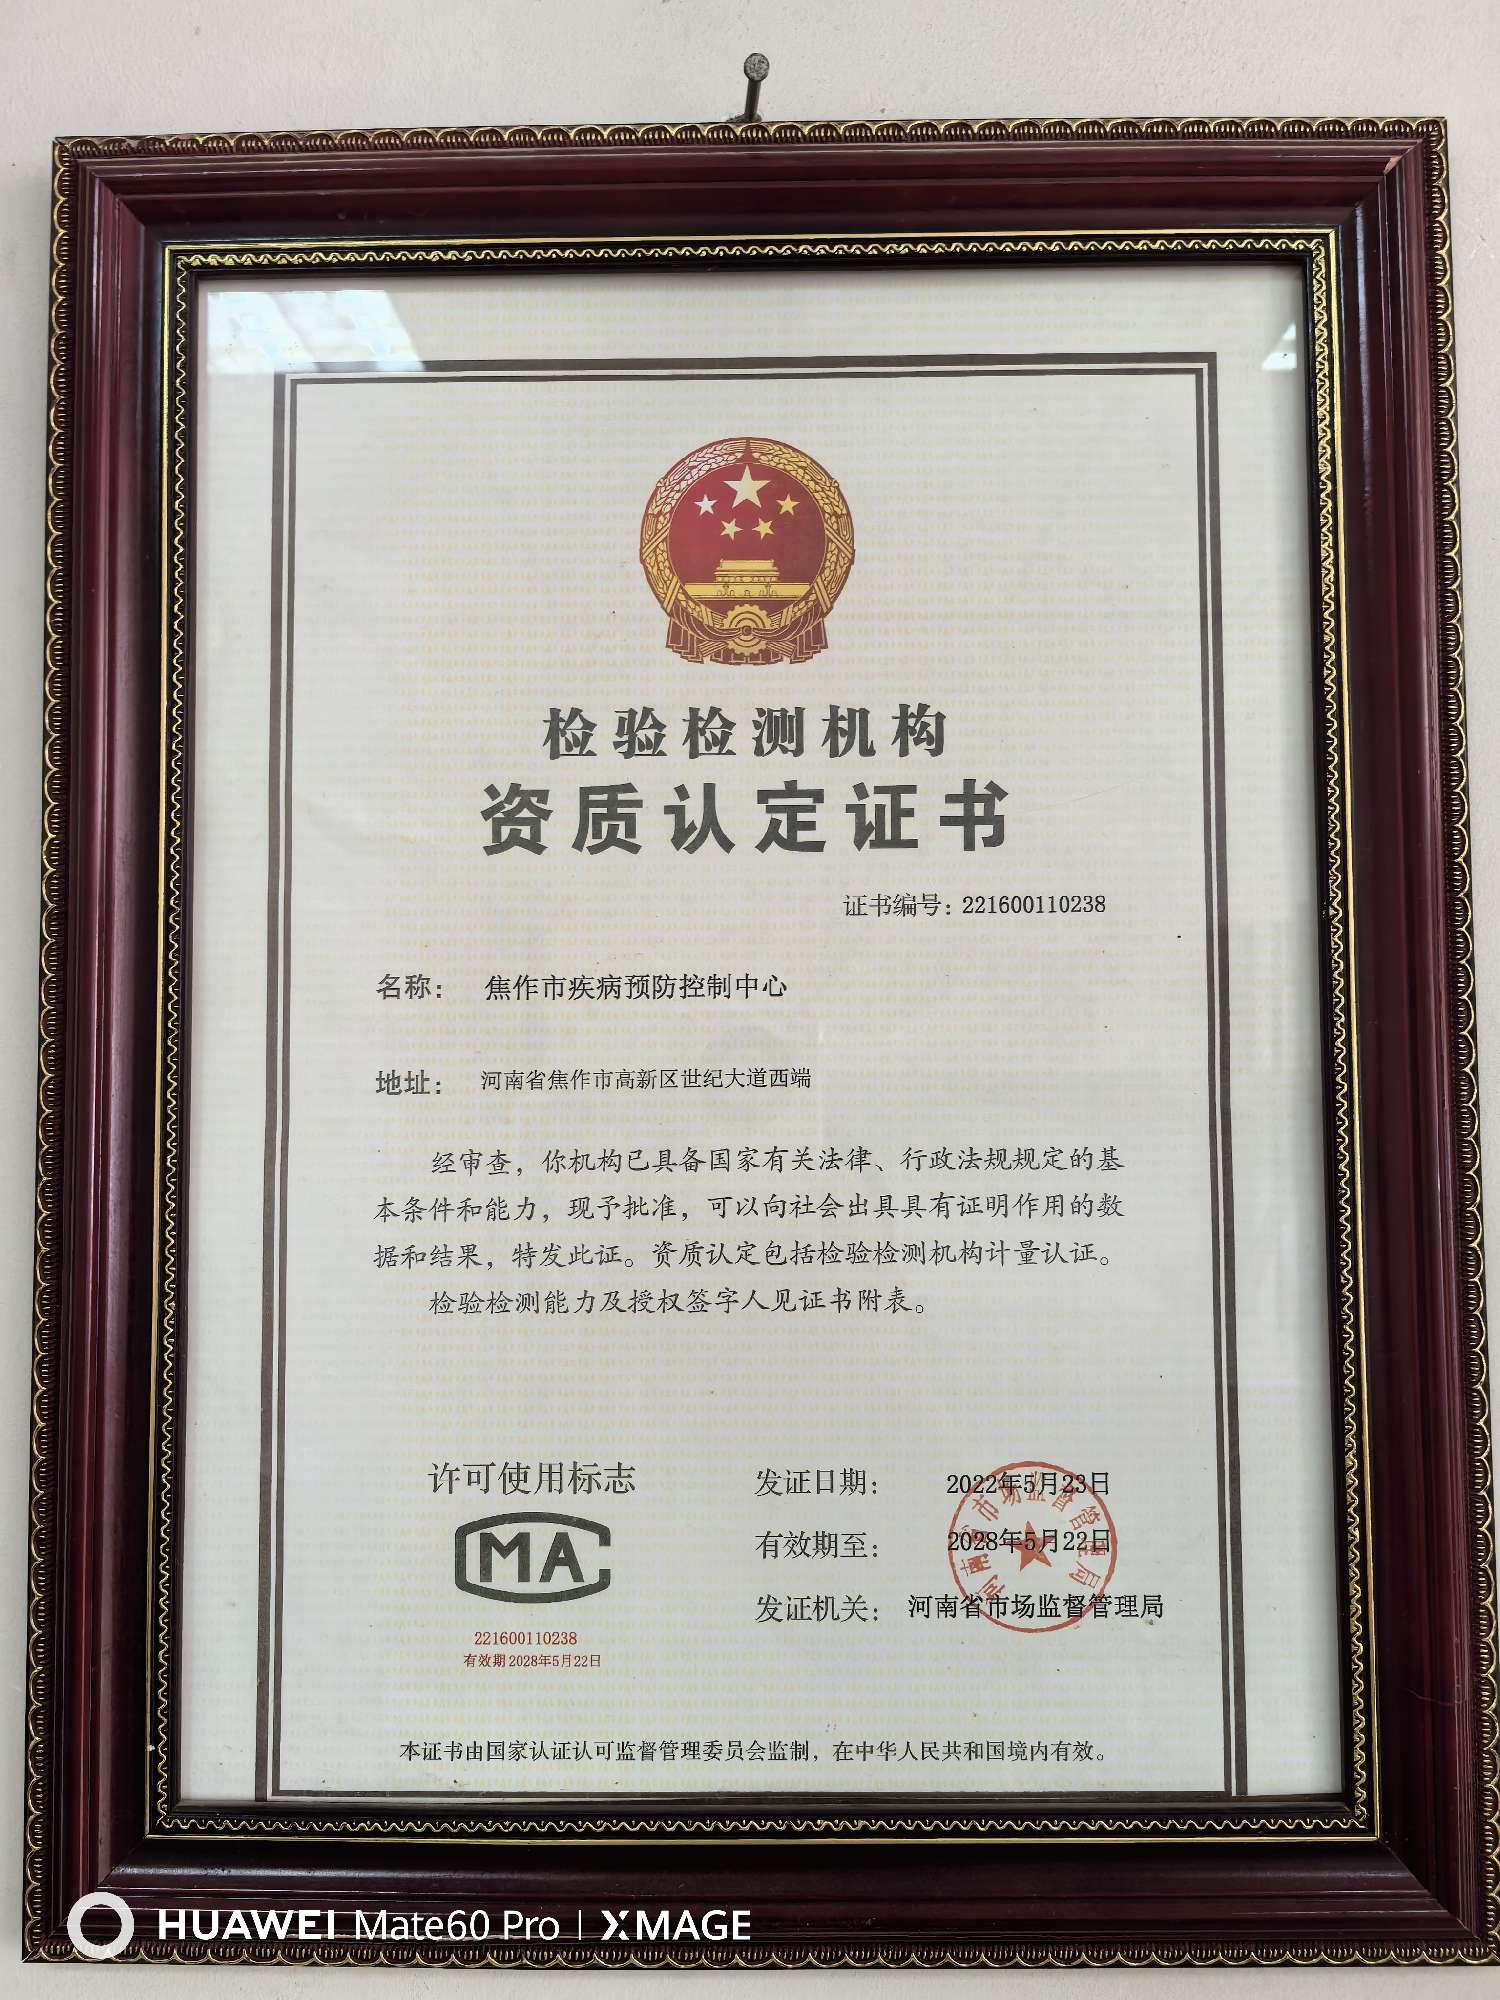 检验检测机构
资质认定证书
证书编号：221600110238
名称： 焦作市疾病预防控制中心
地址： 河南省焦作市高新区世纪大道西端
经审查，你机构已具备国家有关法律、行政法规规定的基
本条件和能力，现予批准，可以向社会出具具有证明作用的数
据和结果，特发此证。资质认定包括检验检测机构计量认证。
检验检测能力及授权签字人见证书附表。
许可使用标志
MA
221600110238
有效期2028年5月22日
发证日期： 2022年5月23日
有效期至： 2028年5月22日
发证机关： 河南省市场监督管理局
河南省市场监督管理局
本证书由国家认证认可监督管理委员会监制，在中华人民共和国境内有效。
HUAWEI Mate60 Pro | XMAGE